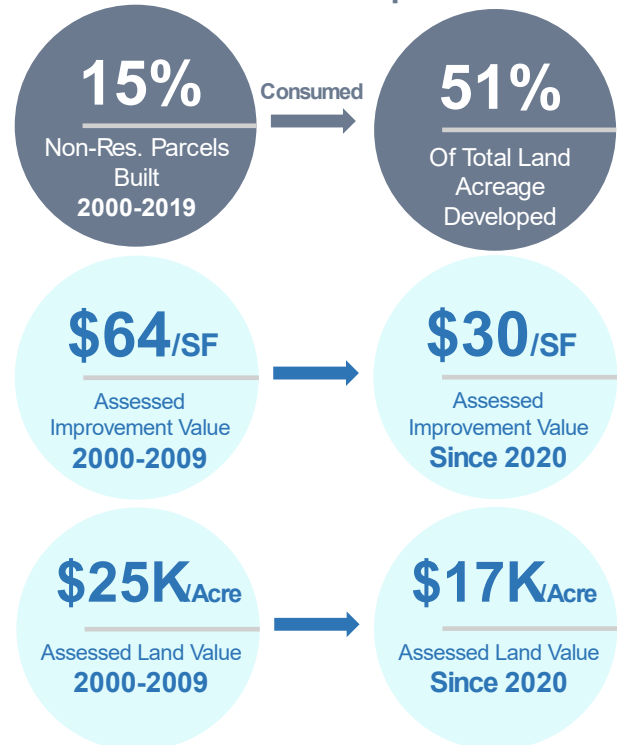 15%
Non-Res. Parcels
Built
2000-2019
Consumed
51%
Of Total Land
Acreage
Developed
$64/SF
Assessed
Improvement Value
2000-2009
$30/SF
Assessed
Improvement Value
Since 2020
$25K/Acre
Assessed Land Value
2000-2009
$17K/Acre
Assessed Land Value
Since 2020